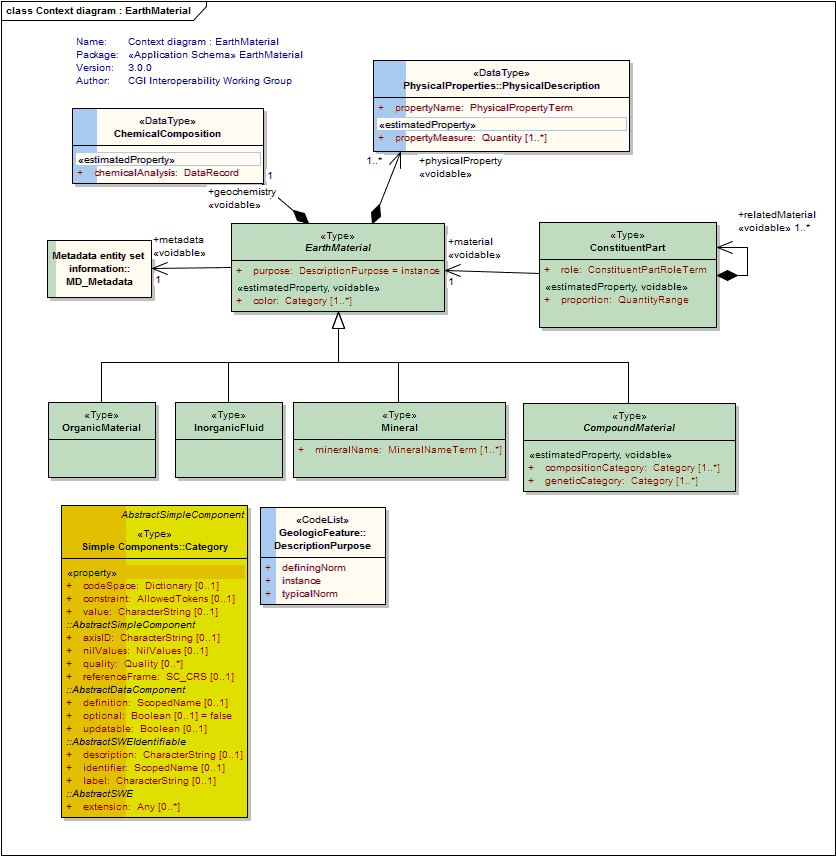 class Context diagram : EarthMaterial
Name: Context diagram : EarthMaterial
Package: «Application Schema» EarthMaterial
Version: 3.0.0
Author: CGI Interoperability Working Group
«DataType»
PhysicalProperties::PhysicalDescription
+ propertyName: PhysicalPropertyTerm
«estimatedProperty»
+ propertyMeasure: Quantity [1..*]
«DataType»
ChemicalComposition
«estimatedProperty»
+ chemicalAnalysis: DataRecord
1
+geochemistry
«voidable»
1..*
+physicalProperty
«voidable»
«Type»
EarthMaterial
+ purpose: DescriptionPurpose = instance
«estimatedProperty, voidable»
+ color: Category [1..*]
+metadata
«voidable»
1
Metadata entity set
information::
MD_Metadata
+material
«voidable»
1
«Type»
ConstituentPart
+ role: ConstituentPartRoleTerm
«estimatedProperty, voidable»
+ proportion: QuantityRange
+relatedMaterial
«voidable» 1..*
«Type»
OrganicMaterial
«Type»
InorganicFluid
«Type»
Mineral
+ mineralName: MineralNameTerm [1..*]
«Type»
CompoundMaterial
«estimatedProperty, voidable»
+ compositionCategory: Category [1..*]
+ geneticCategory: Category [1..*]
AbstractSimpleComponent
«Type»
Simple Components::Category
«property»
+ codeSpace: Dictionary [0..1]
+ constraint: AllowedTokens [0..1]
+ value: CharacterString [0..1]
::AbstractSimpleComponent
+ axisID: CharacterString [0..1]
+ nilValues: NilValues [0..1]
+ quality: Quality [0..*]
+ referenceFrame: SC_CRS [0..1]
::AbstractDataComponent
+ definition: ScopedName [0..1]
+ optional: Boolean [0..1] = false
+ updatable: Boolean [0..1]
::AbstractSWEIdentifiable
+ description: CharacterString [0..1]
+ identifier: ScopedName [0..1]
+ label: CharacterString [0..1]
::AbstractSWE
+ extension: Any [0..*]
«CodeList»
GeologicFeature::
DescriptionPurpose
+ definingNorm
+ instance
+ typicalNorm